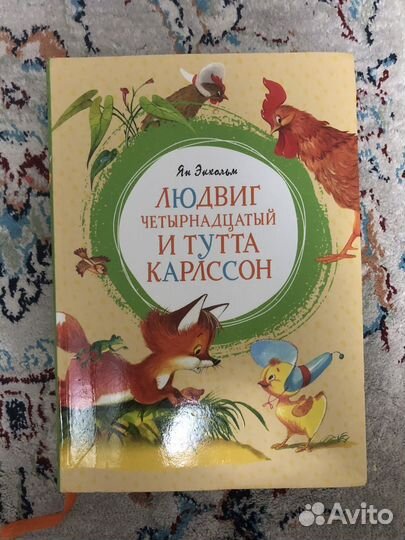 Ян Экхольм
ЛЮДВИГ
ЧЕТЫРНАДЦАТЫЙ
И ТУТТА
КАРЛССОН
Avito